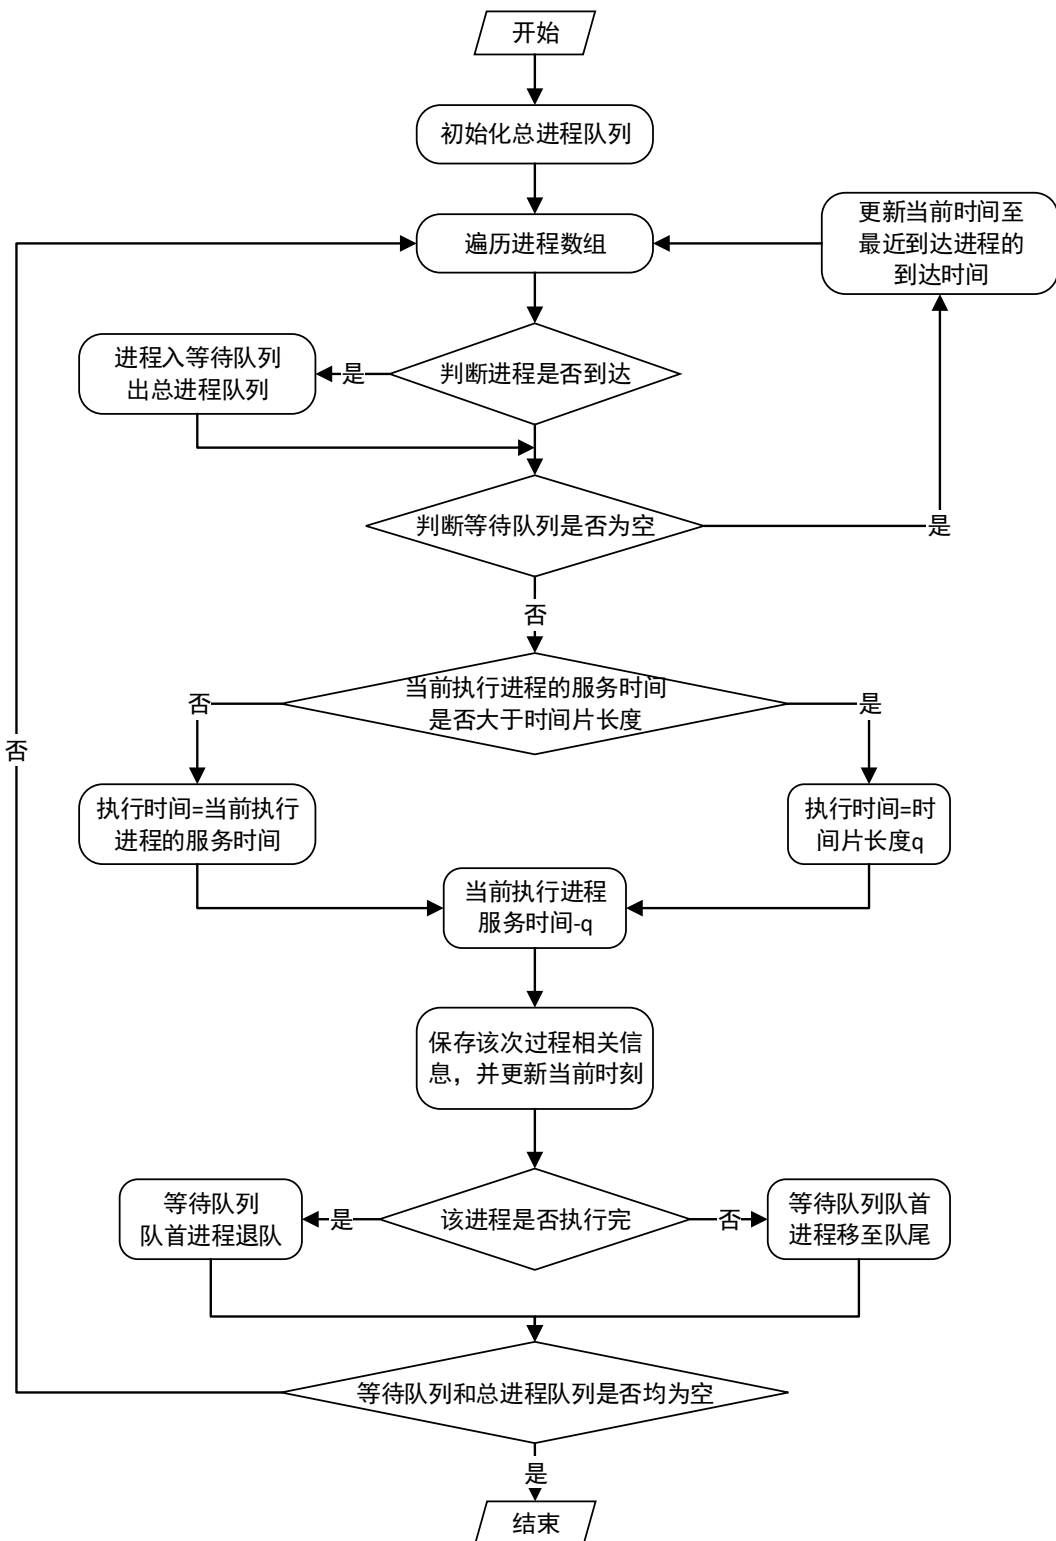 开始
初始化总进程队列
遍历进程数组
更新当前时间至
最近到达进程的
到达时间
进程入等待队列
出总进程队列
是
判断进程是否到达
判断等待队列是否为空
是
否
当前执行进程的服务时间
是否大于时间片长度
否
是
否
执行时间=当前执行
进程的服务时间
执行时间=时
间片长度q
当前执行进程
服务时间-q
保存该次过程相关信
息，并更新当前时刻
等待队列
队首进程退队
是
该进程是否执行完
否
等待队列队首
进程移至队尾
等待队列和总进程队列是否均为空
是
结束